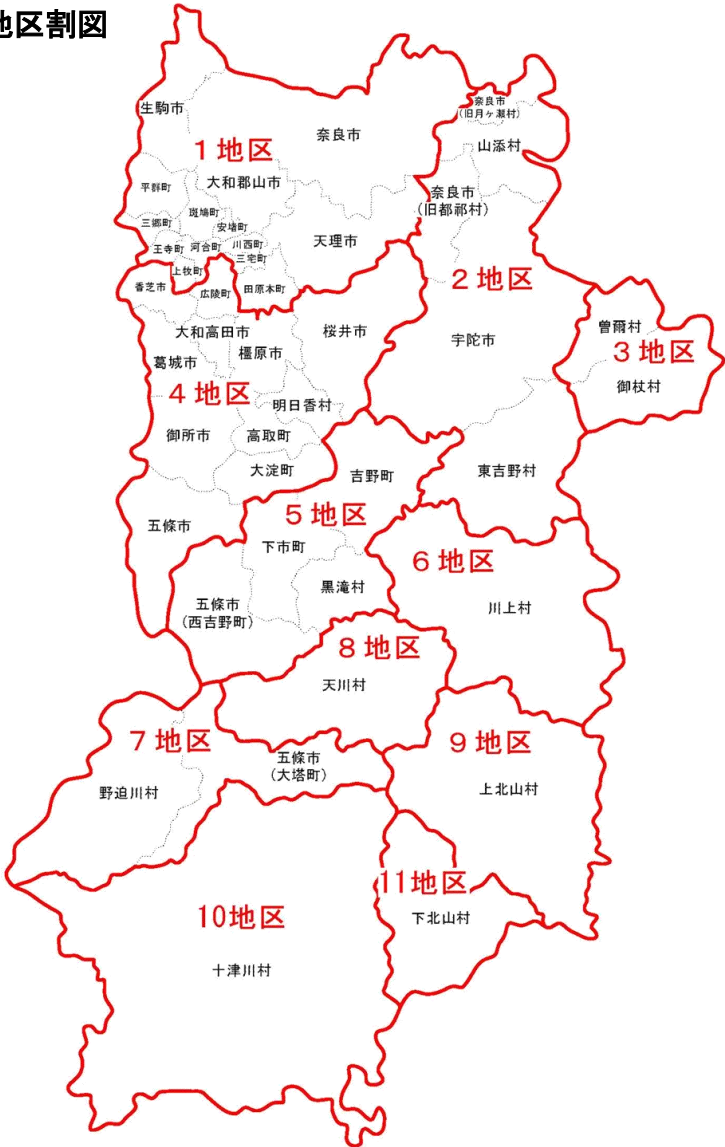 地区割図
奈良市
(旧月ヶ瀬村)
生駒市
奈良市
山添村
1地区
平群町
大和郡山市
奈良市
(旧都祁村)
斑鳩町
三郷町
安堵町
天理市
王寺町
河合町
川西町
三宅町
上牧町
2地区
香芝市
広陵町
田原本町
大和高田市
桜井市
曽爾村
宇陀市
橿原市
3地区
葛城市
御杖村
4地区
明日香村
御所市
高取町
大淀町
吉野町
東吉野村
5地区
五條市
下市町
6地区
黒滝村
五條市
(西吉野町)
川上村
8地区
天川村
7地区
9地区
五條市
(大塔町)
野迫川村
上北山村
11地区
10地区
下北山村
十津川村